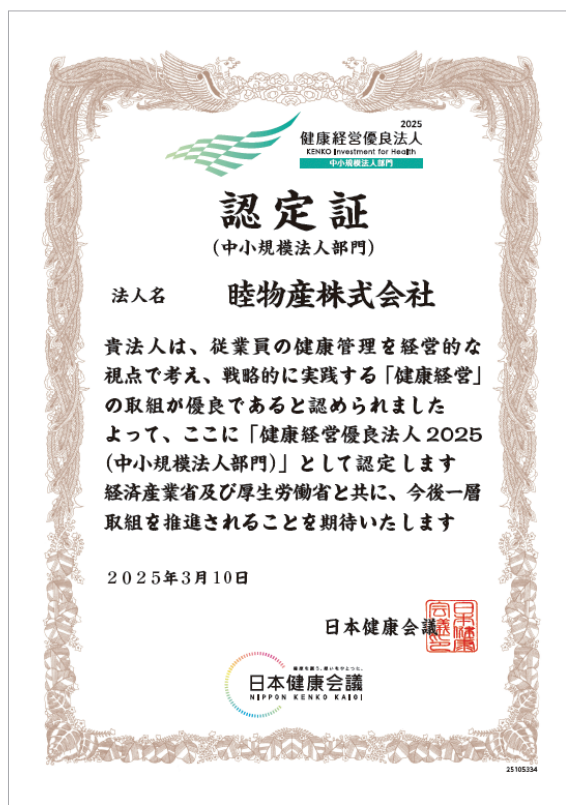 2025
健康経営優良法人
KENKO Investment for Health
中小規模法人部門
認定証
(中小規模法人部門)
法人名 睦物産株式会社
貴法人は、従業員の健康管理を経営的な
視点で考え、戦略的に実践する「健康経営」
の取組が優良であると認められました
よって、ここに「健康経営優良法人2025
(中小規模法人部門)」として認定します
経済産業省及び厚生労働省と共に、今後一層
取組を推進されることを期待いたします
2025年3月10日
日本健康会議
日本健康会議印
日本健康会議
NIPPON KENKO KAIGI
25105334